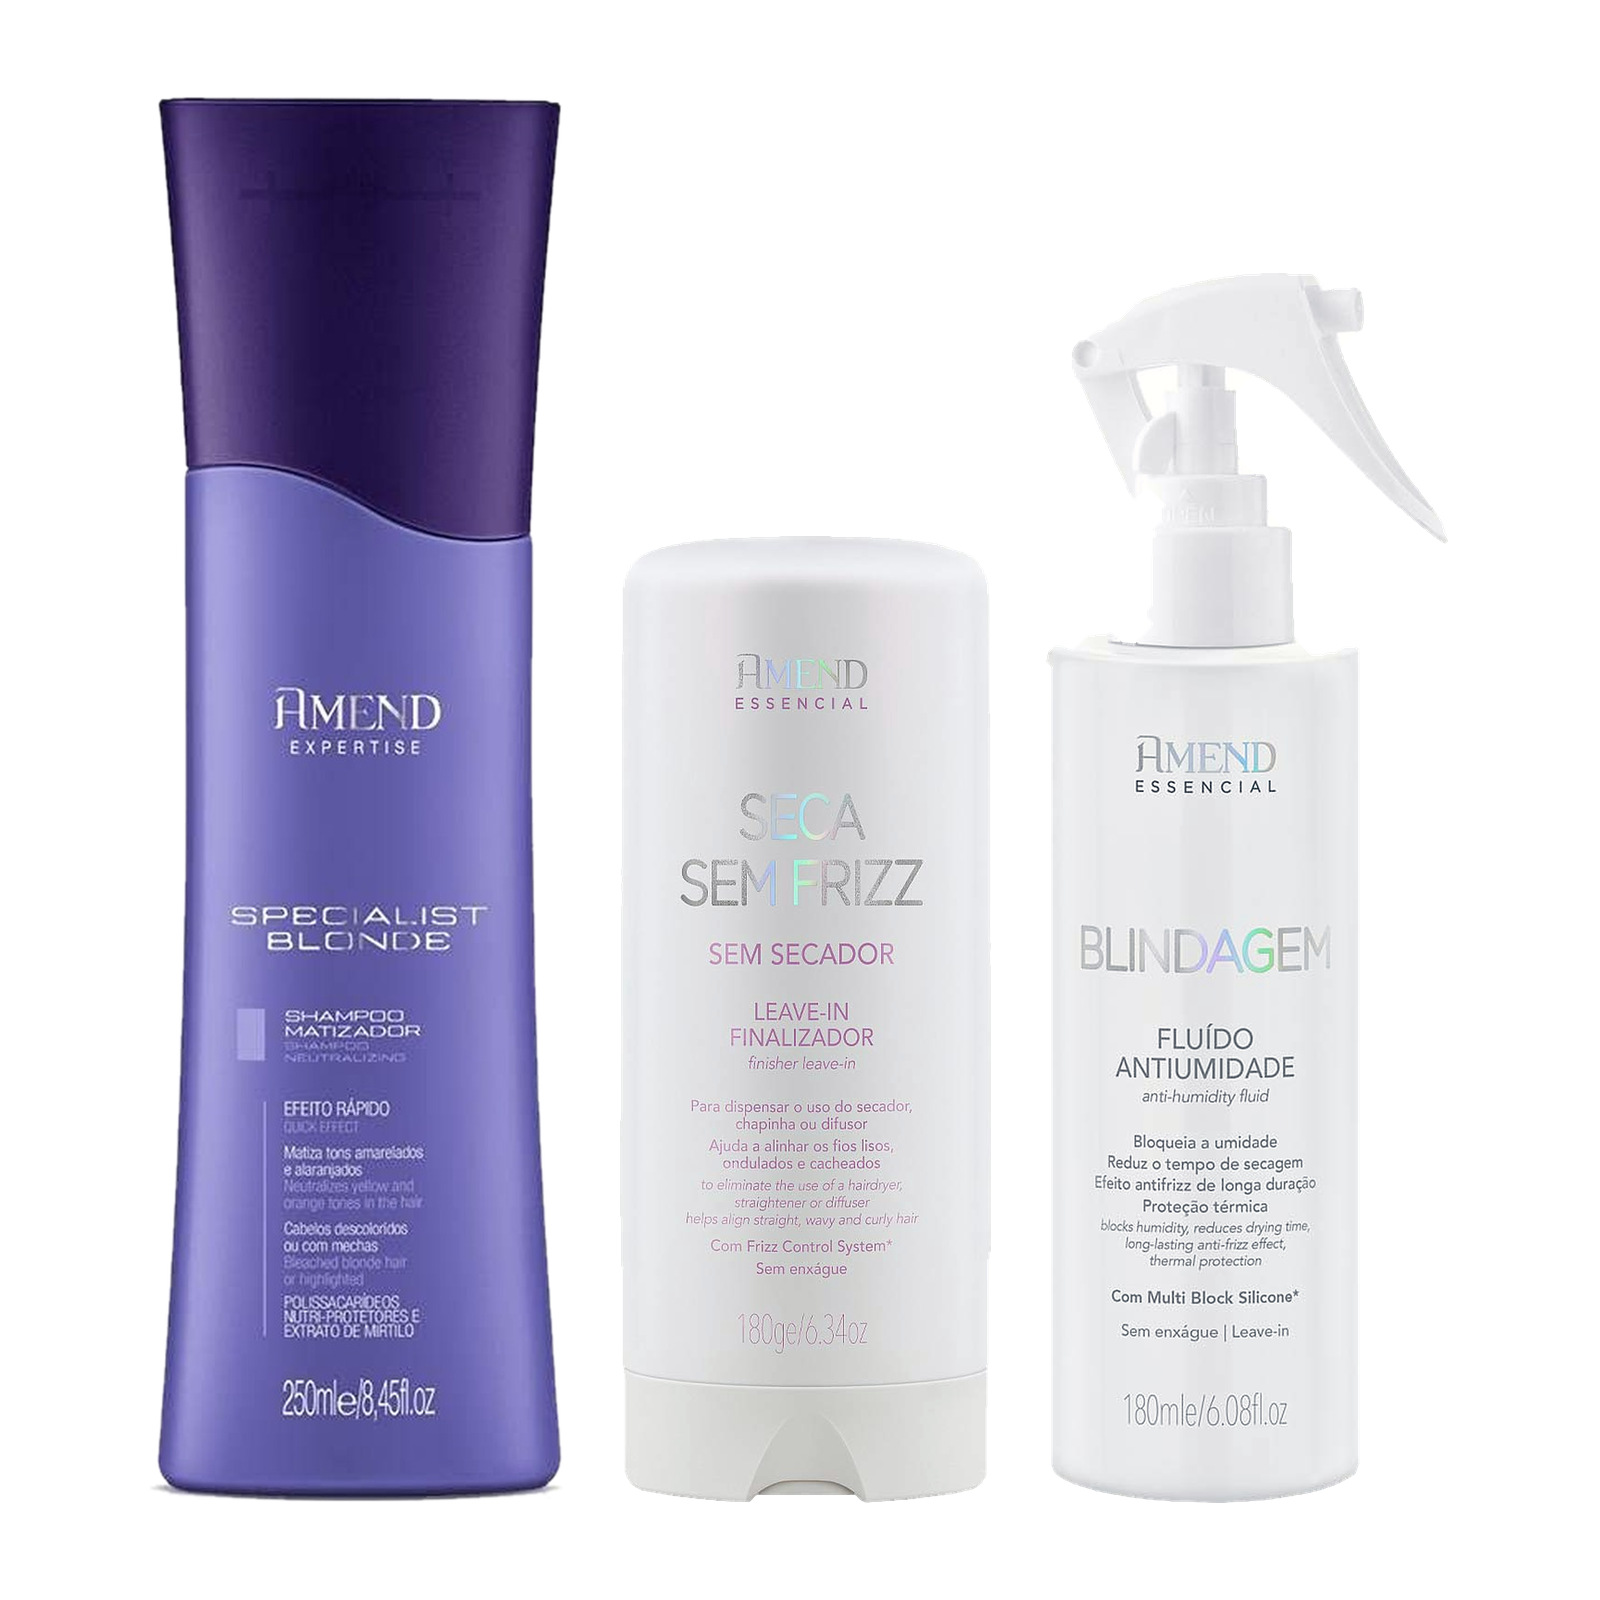 AMEND
EXPERTISE
SPECIALIST
BLONDE
SHAMPOO
MATIZADOR
SHAMPOO
NEUTRALIZING
EFEITO RÁPIDO
QUICK EFFECT
Matiza tons amarelados
e alaranjados
Neutralizes yellow and
orange tones in the hair
Cabelos descoloridos
ou com mechas
Bleached blonde hair
or highlighted
POLISSACARÍDEOS
NUTRI-PROTETORES E
EXTRATO DE MIRTILO
250mle/8,45fl.oz
AMEND
ESSENCIAL
SECA
SEM FRIZZ
SEM SECADOR
LEAVE-IN
FINALIZADOR
finisher leave-in
Para dispensar o uso do secador,
chapinha ou difusor
Ajuda a alinhar os fios lisos,
ondulados e cacheados
to eliminate the use of a hairdryer,
straightener or diffuser
helps align straight, wavy and curly hair
Com Frizz Control System*
Sem enxágue
180ge/6.34oz
OPEN
AMEND
ESSENCIAL
BLINDAGEM
FLUÍDO
ANTIUMIDADE
anti-humidity fluid
Bloqueia a umidade
Reduz o tempo de secagem
Efeito antifrizz de longa duração
Proteção térmica
blocks humidity, reduces drying time,
long-lasting anti-frizz effect,
thermal protection
Com Multi Block Silicone*
Sem enxágue | Leave-in
180mle/6.08fl.oz